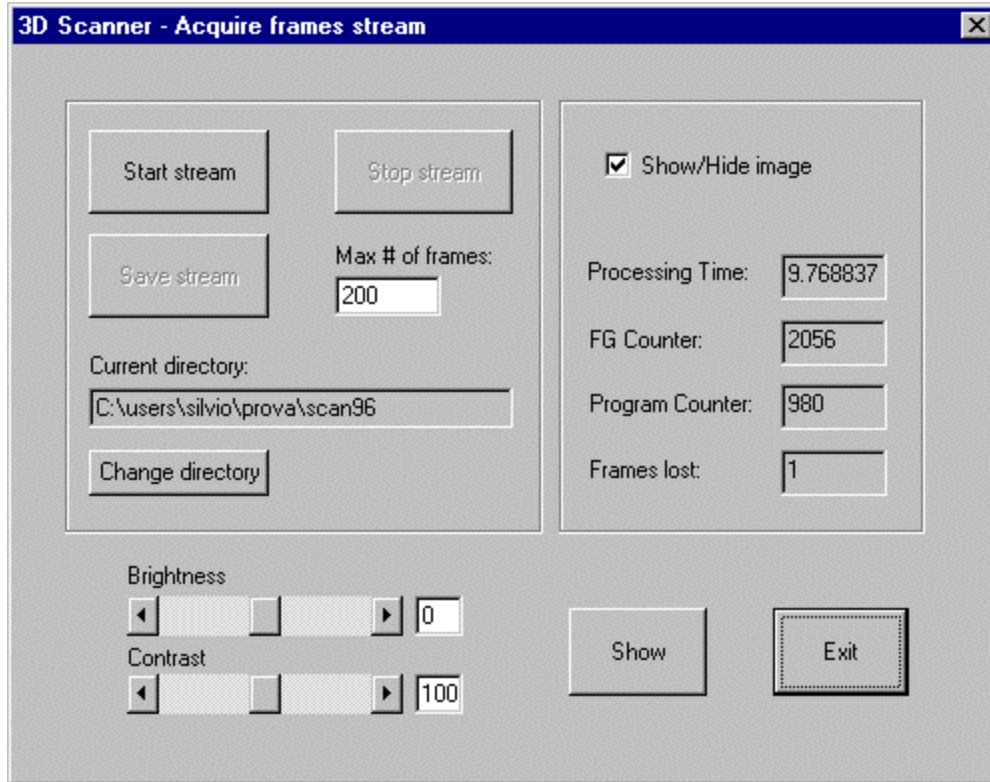 3D Scanner - Acquire frames stream
Start stream
Stop stream
Save stream
Max # of frames:
200
Current directory:
C:\users\silvio\prova\scan96
Change directory
Show/Hide image
Processing Time: 9.768837
FG Counter: 2056
Program Counter: 980
Frames lost: 1
Brightness
0
Contrast
100
Show
Exit